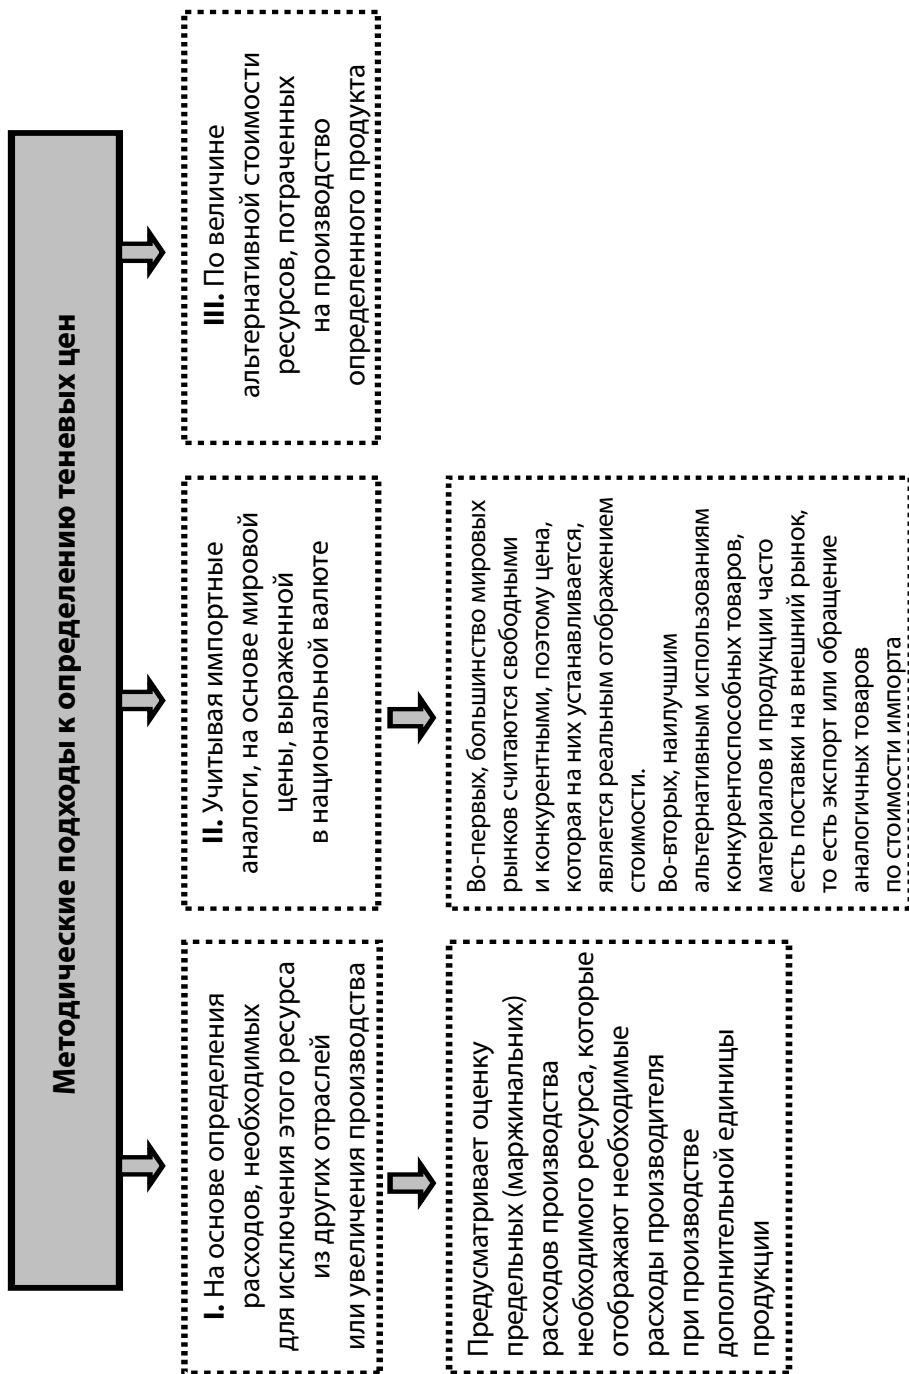 Методические подходы к определению теневых цен
I. На основе определения
расходов, необходимых
для исключения этого ресурса
из других отраслей
или увеличения производства
II. Учитывая импортные
аналоги, на основе мировой
цены, выраженной
в национальной валюте
III. По величине
альтернативной стоимости
ресурсов, потраченных
на производство
определенного продукта
Предусматривает оценку
предельных (маржинальних)
расходов производства
необходимого ресурса, которые
отображают необходимые
расходы производителя
при производстве
дополнительной единицы
продукции
Во-первых, большинство мировых
рынков считаются свободными
и конкурентными, поэтому цена,
которая на них устанавливается,
является реальным отображением
стоимости.
Во-вторых, наилучшим
альтернативным использованиям
конкурентоспособных товаров,
материалов и продукции часто
есть поставки на внешний рынок,
то есть экспорт или обращение
аналогичных товаров
по стоимости импорта